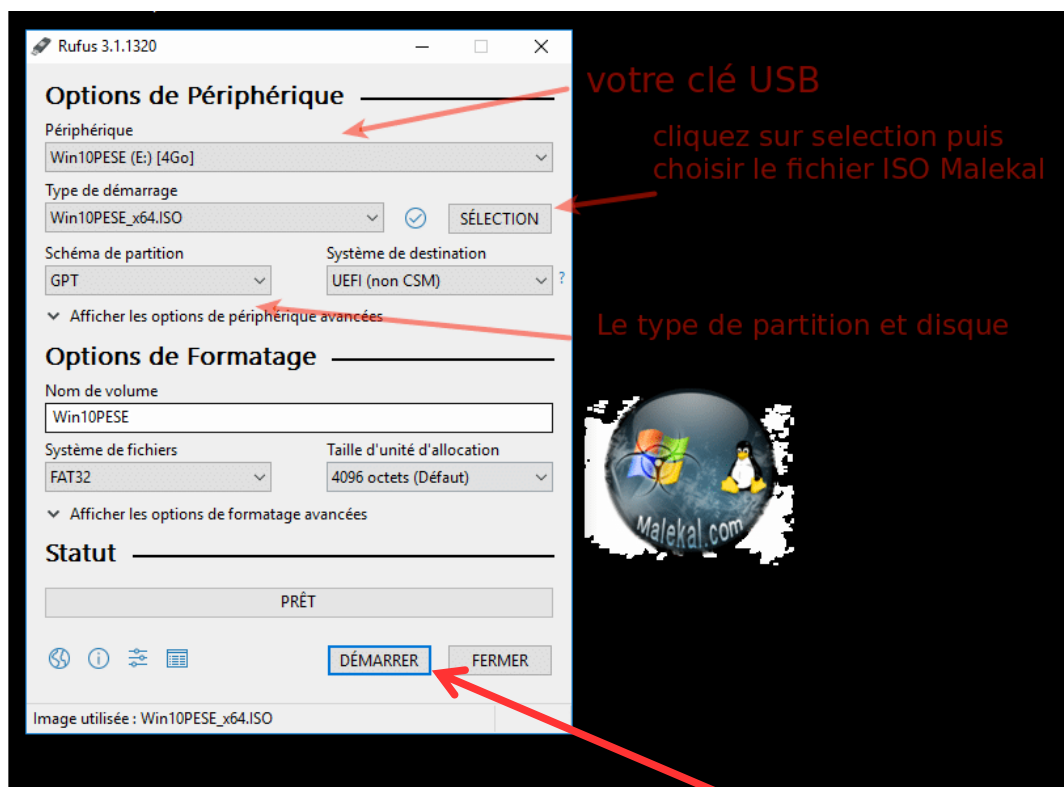 Rufus 3.1.1320
Options de Périphérique
votre clé USB
Périphérique
Win10PESE (E:) [4Go]
cliquez sur selection puis
choisir le fichier ISO Malekal
Type de démarrage
Win10PESE_x64.ISO
SÉLECTION
Schéma de partition
Système de destination
GPT
UEFI (non CSM)
?
Afficher les options de périphérique avancées
Le type de partition et disque
Options de Formatage
Nom de volume
Win10PESE
Système de fichiers
Taille d'unité d'allocation
FAT32
4096 octets (Défaut)
Afficher les options de formatage avancées
Malekal.com
Statut
PRÊT
DÉMARRER
FERMER
Image utilisée : Win10PESE_x64.ISO